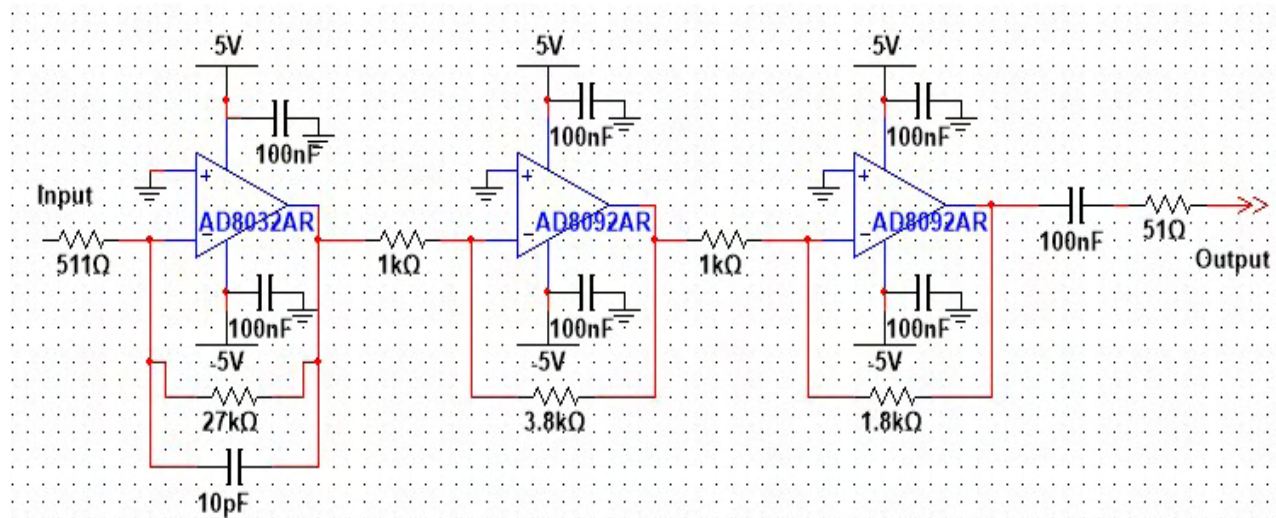 5V
5V
5V
100nF
100nF
100nF
+
+
+
Input
AD8032AR
AD8092AR
AD8092AR
−
−
−
511Ω
1kΩ
1kΩ
100nF
51Ω
Output
100nF
100nF
100nF
-5V
-5V
-5V
27kΩ
3.8kΩ
1.8kΩ
10pF